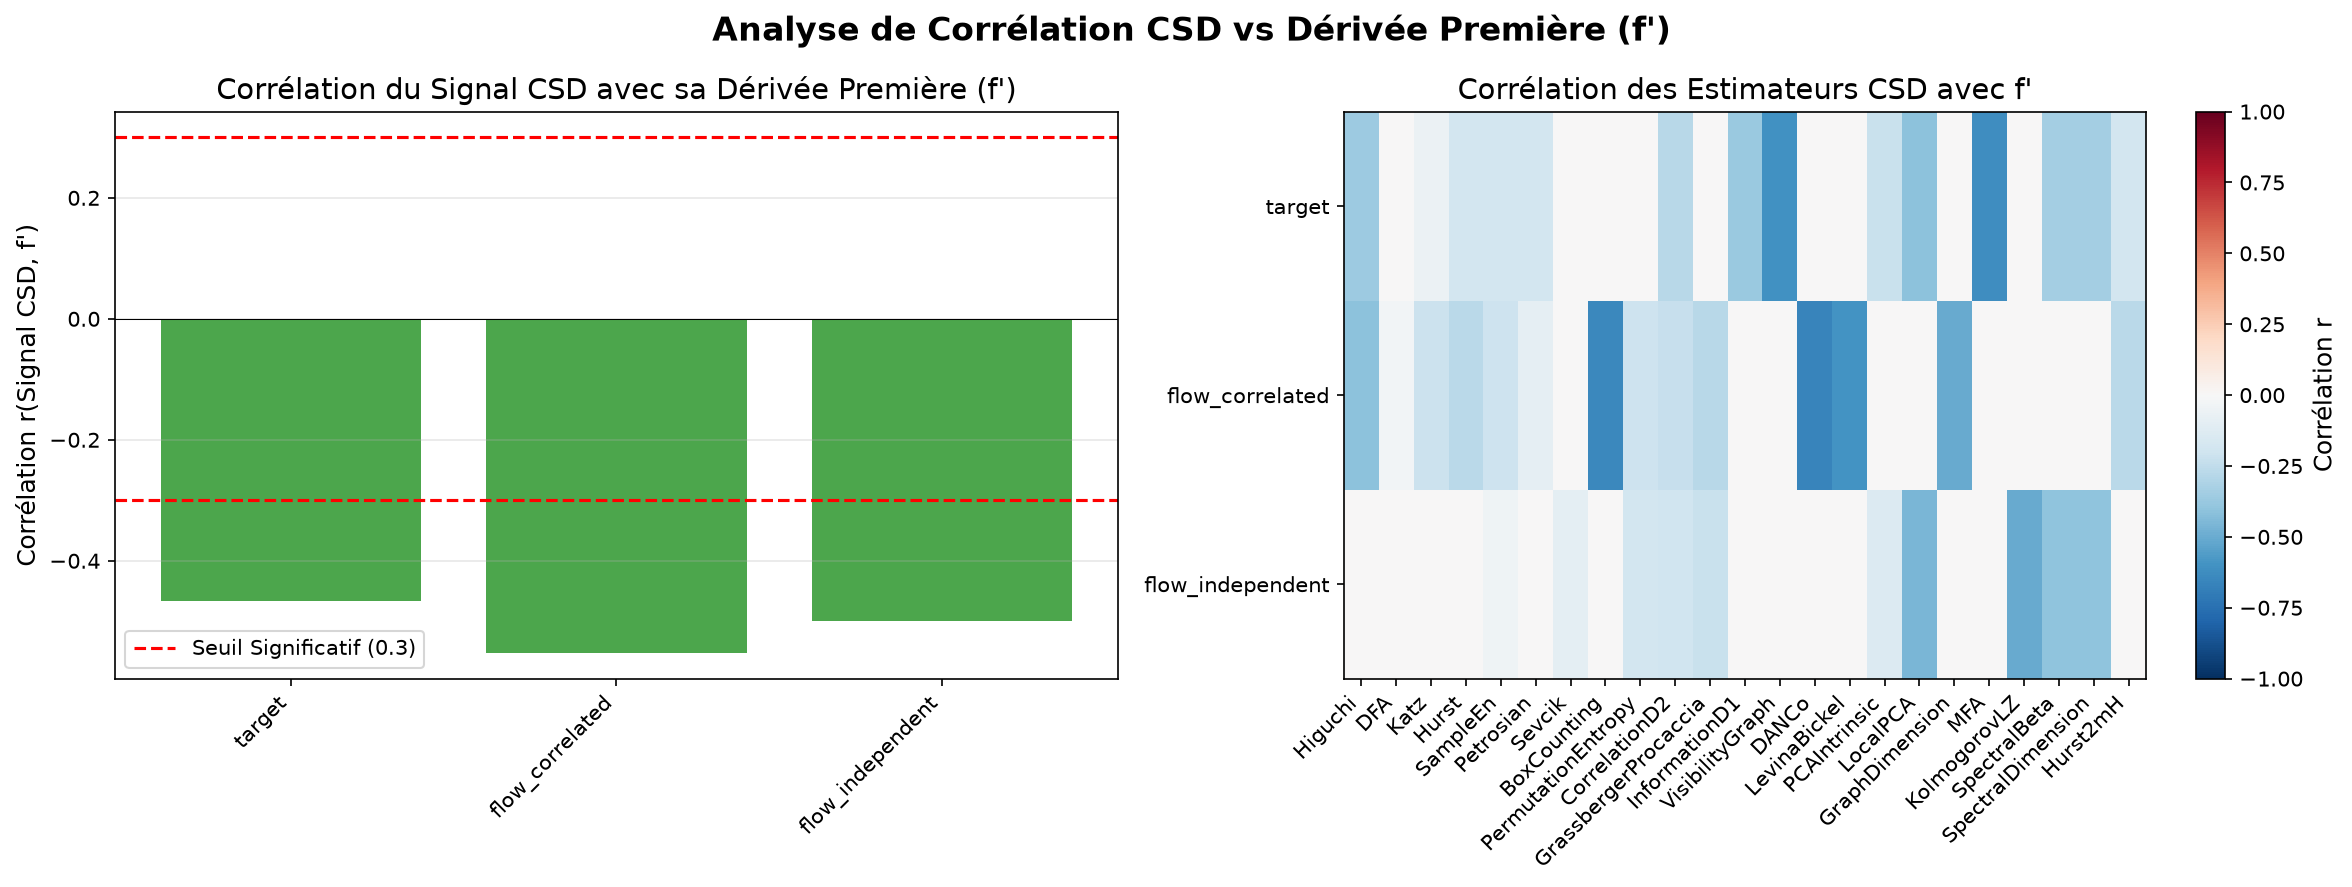 Analyse de Corrélation CSD vs Dérivée Première (f')
Corrélation du Signal CSD avec sa Dérivée Première (f')
Corrélation r(Signal CSD, f')
0.2
0.0
−0.2
−0.4
Seuil Significatif (0.3)
target
flow_correlated
flow_independent
Corrélation des Estimateurs CSD avec f'
target
flow_correlated
flow_independent
Higuchi
DFA
Katz
Hurst
SampleEn
Petrosian
Sevcik
BoxCounting
PermutationEntropy
CorrelationD2
GrassbergerProcaccia
InformationD1
VisibilityGraph
DANCo
LevinaBickel
PCAIntrinsic
LocalPCA
GraphDimension
MFA
KolmogorovLZ
SpectralBeta
SpectralDimension
Hurst2mH
1.00
0.75
0.50
0.25
0.00
−0.25
−0.50
−0.75
−1.00
Corrélation r